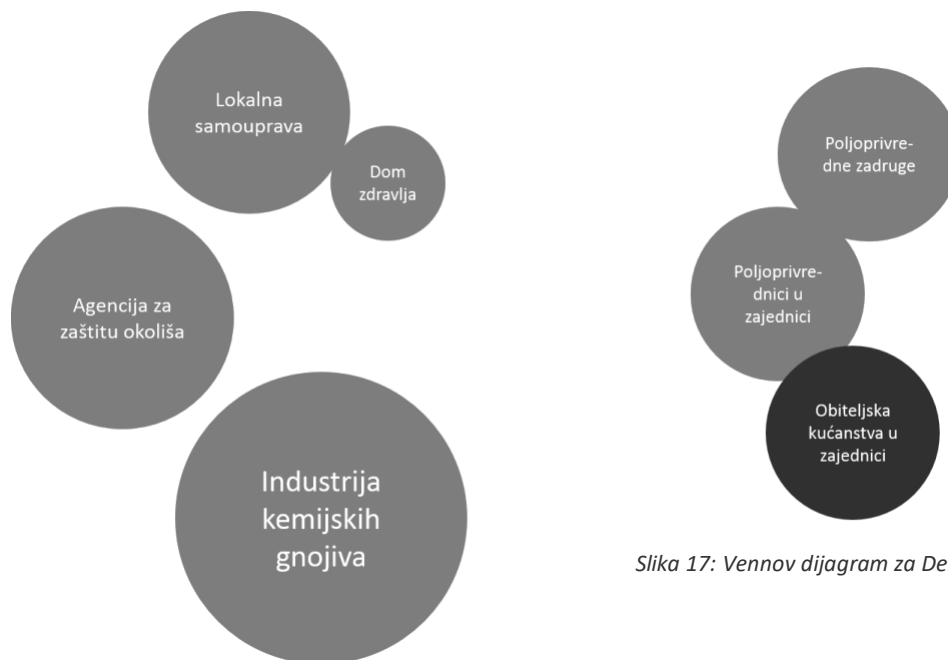 Lokalna
samouprava
Dom
zdravlja
Agencija za
zaštitu okoliša
Industrija
kemijskih
gnojiva
Poljoprivre-
dne zadruge
Poljoprivre-
dnici u
zajednici
Obiteljska
kućanstva u
zajednici
Slika 17: Vennov dijagram za De